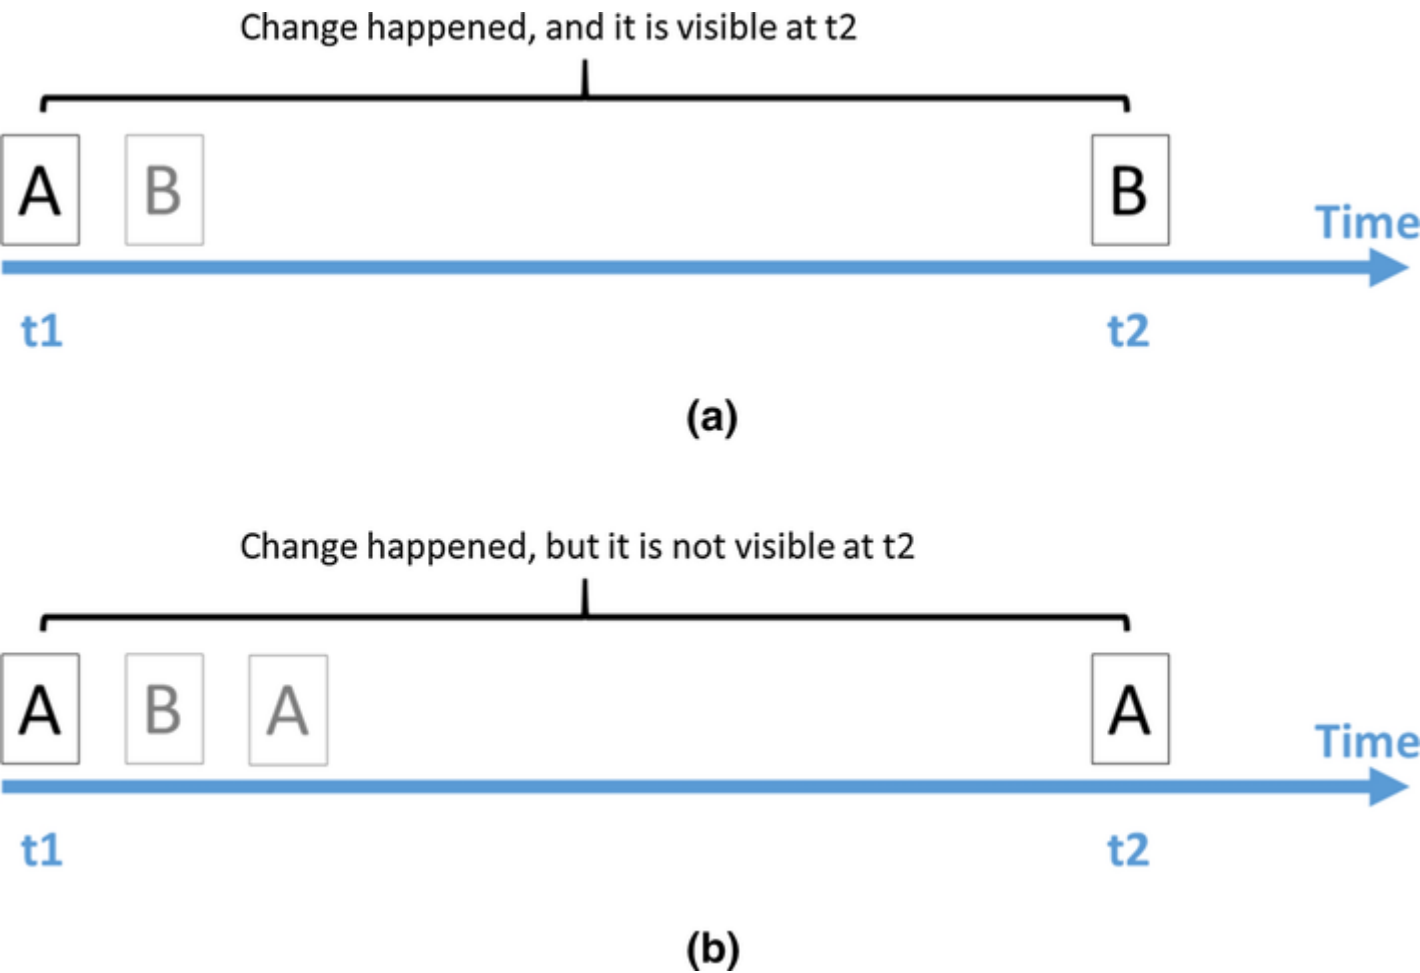 Change happened, and it is visible at t2
A B B
Time
t1 t2
(a)
Change happened, but it is not visible at t2
A B A A
Time
t1 t2
(b)